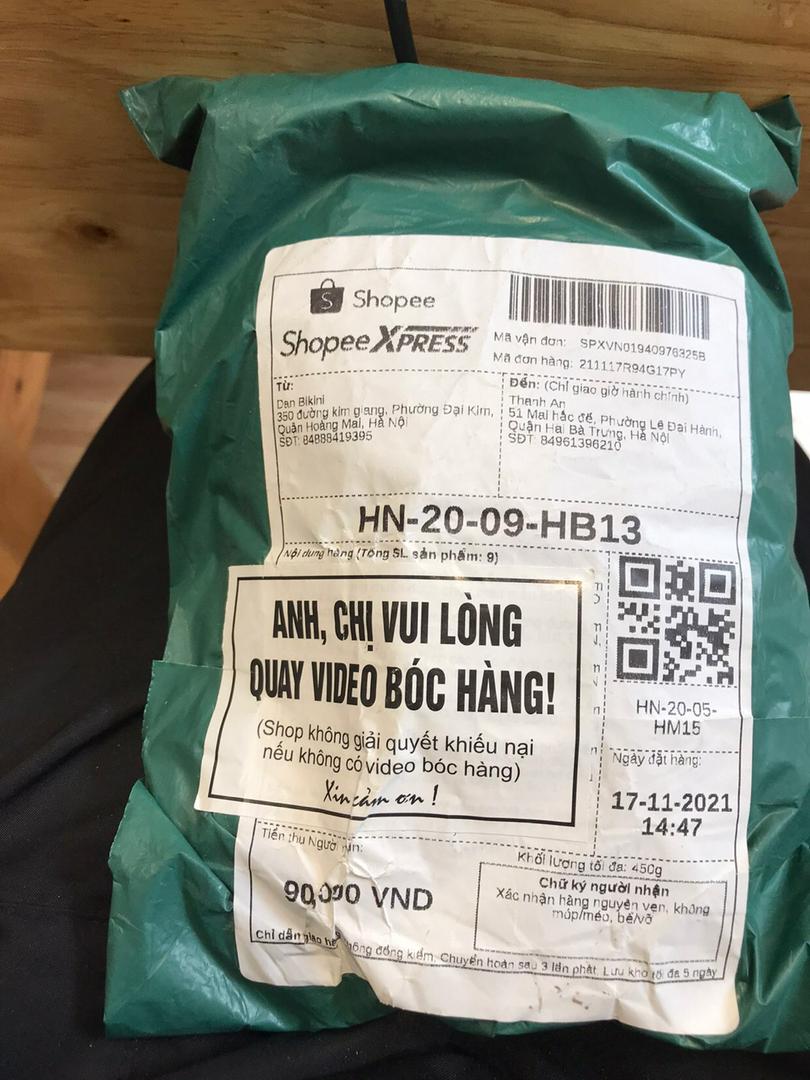 Shopee
Shopee XPRESS
Mã vận đơn: SPXVN01940976325B
Mã đơn hàng: 211117R94G17PY
Từ:
Dan Bikini
350 đường kim giang, Phường Đại Kim,
Quận Hoàng Mai, Hà Nội
SĐT: 84888419395
Đến: (Chỉ giao giờ hành chính)
Thanh An
51 Mai hắc đế, Phường Lê Đại Hành,
Quận Hai Bà Trưng, Hà Nội
SĐT: 84961396210
HN-20-09-HB13
Nội dung hàng (Tổng SL sản phẩm: 9)
ANH, CHỊ VUI LÒNG
QUAY VIDEO BÓC HÀNG!
(Shop không giải quyết khiếu nại
nếu không có video bóc hàng)
Xin cảm ơn !
HN-20-05-
HM15
Ngày đặt hàng:
17-11-2021
14:47
Tiền thu Người
90,000 VND
Khối lượng tối đa: 450g
Chữ ký người nhận
Xác nhận hàng nguyên vẹn, không
móp/méo, bể/vỡ
Chỉ dẫn giao đồng kiểm. Chuyển hoàn sau 3 lần phát. Lưu kho tối đa 5 ngày